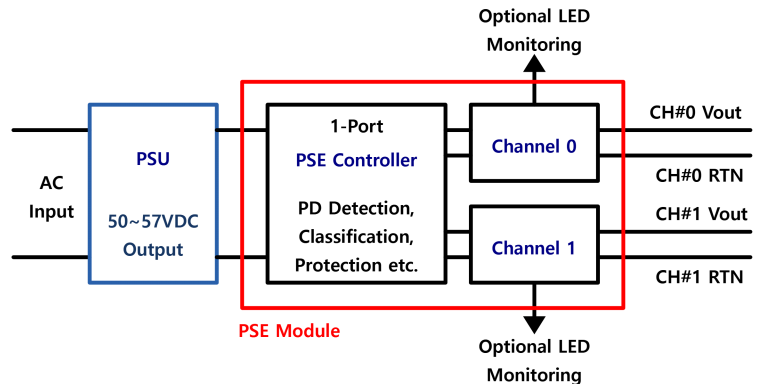 Optional LED
Monitoring
AC
Input
PSU
50~57VDC
Output
1-Port
PSE Controller
PD Detection,
Classification,
Protection etc.
Channel 0
Channel 1
CH#0 Vout
CH#0 RTN
CH#1 Vout
CH#1 RTN
PSE Module
Optional LED
Monitoring